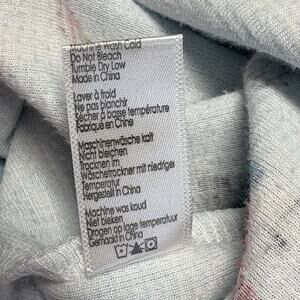 Machine Wash Cold
Do Not Bleach
Tumble Dry Low
Made in China
Laver à froid
Ne pas blanchir
Sécher à basse température
Fabriqué en Chine
Maschinenwäsche kalt
Nicht bleichen
Trocknen im
Wäschetrockner mit niedtger
Temperatur
Hergestellt in China
Machine was koud
Niet bleken
Drogen op lage temperatuur
Gemaakt in China